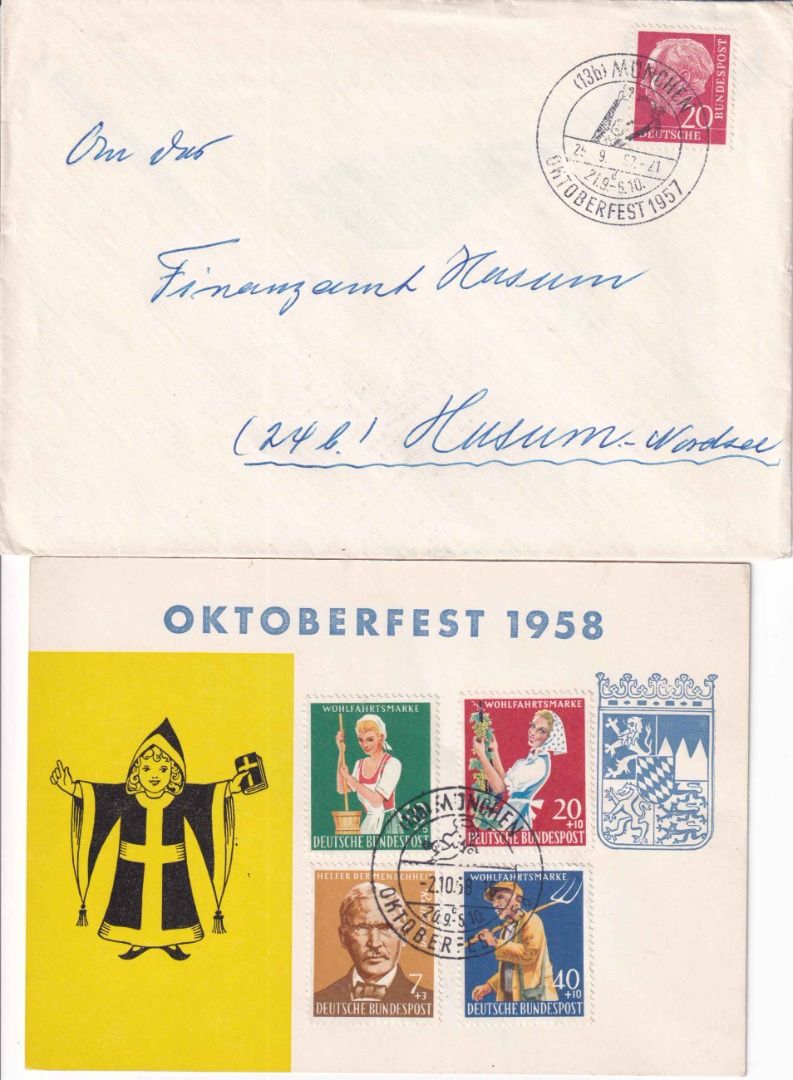 (13b) MÜNCHEN
20
DEUTSCHE
BUNDESPOST
25. 9. 57-21
c
21.9-6.10.
OKTOBERFEST 1957
An das
Finanzamt Husum
(24b) Husum-Nordsee
OKTOBERFEST 1958
WOHLFAHRTSMARKE
DEUTSCHE BUNDESPOST
WOHLFAHRTSMARKE
20
+10
DEUTSCHE BUNDESPOST
MÜNCHEN
-2.10.58
c
20.9-5.10.
OKTOBERFEST
HELFER DER MENSCHHEIT
7
+3
DEUTSCHE BUNDESPOST
WOHLFAHRTSMARKE
40
+10
DEUTSCHE BUNDESPOST